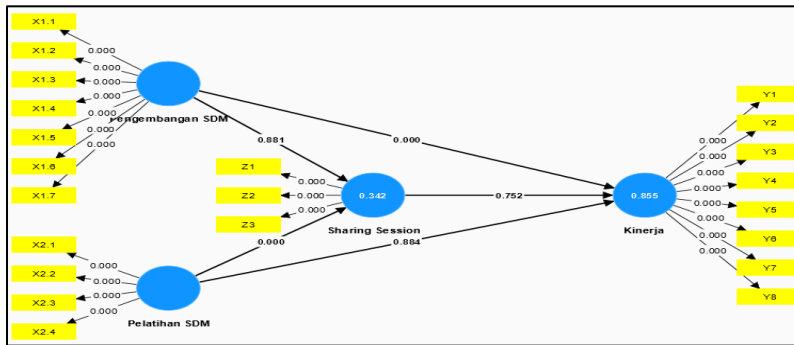 X1.1
X1.2
X1.3
X1.4
X1.5
X1.6
X1.7
0.000
0.000
0.000
0.000
0.000
0.000
0.000
Pengembangan SDM
0.881
0.000
Z1
Z2
Z3
0.000
0.000
0.000
0.342
Sharing Session
0.752
0.000
0.884
X2.1
X2.2
X2.3
X2.4
0.000
0.000
0.000
0.000
Pelatihan SDM
0.855
Kinerja
0.000
0.000
0.000
0.000
0.000
0.000
0.000
0.000
Y1
Y2
Y3
Y4
Y5
Y6
Y7
Y8